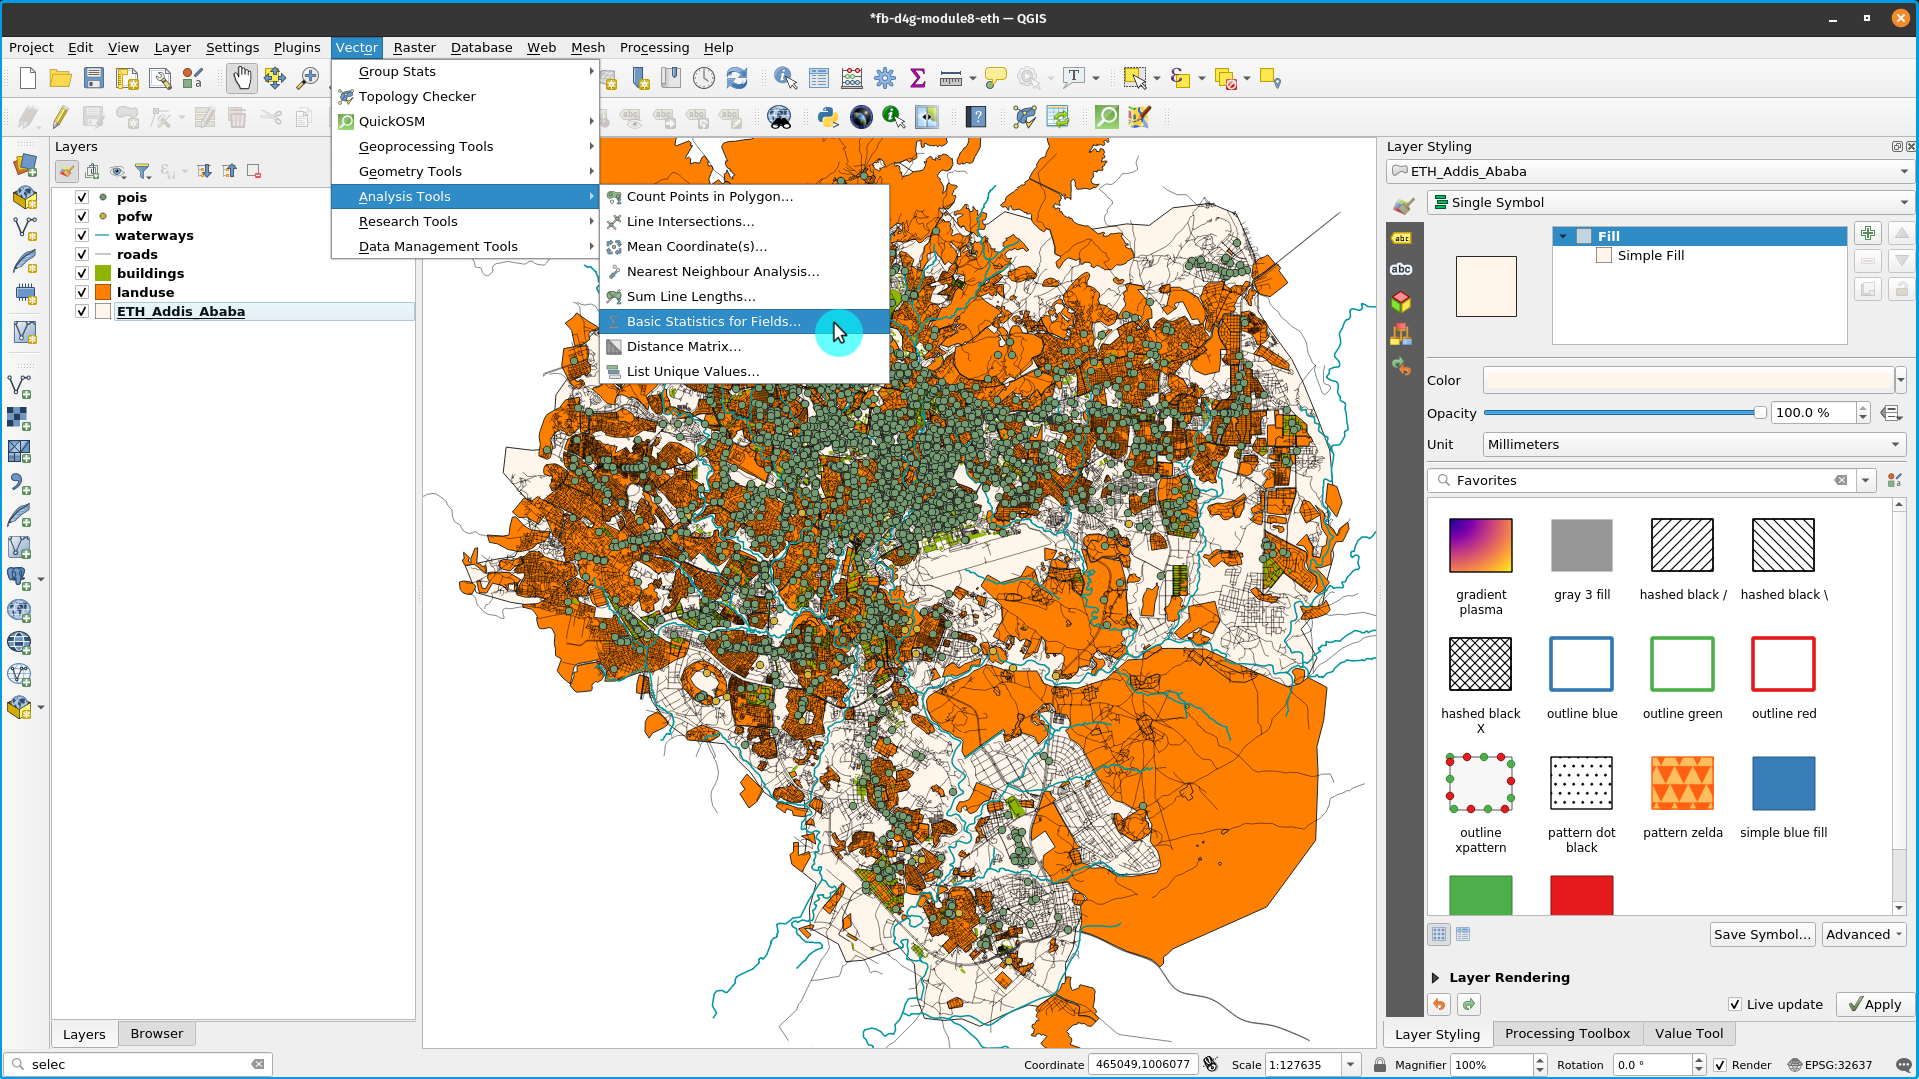 *fb-d4g-module8-eth — QGIS
Project Edit View Layer Settings Plugins Vector Raster Database Web Mesh Processing Help
Group Stats
Topology Checker
QuickOSM
Geoprocessing Tools
Geometry Tools
Analysis Tools
Research Tools
Data Management Tools
Count Points in Polygon...
Line Intersections...
Mean Coordinate(s)...
Nearest Neighbour Analysis...
Sum Line Lengths...
Basic Statistics for Fields...
Distance Matrix...
List Unique Values...
Layers
pois
pofw
waterways
roads
buildings
landuse
ETH_Addis_Ababa
Layers Browser
selec
Layer Styling
ETH_Addis_Ababa
Single Symbol
Fill
Simple Fill
abc
abc
Color
Opacity 100.0 %
Unit Millimeters
Favorites
gradient plasma
gray 3 fill
hashed black /
hashed black \
hashed black X
outline blue
outline green
outline red
outline xpattern
pattern dot black
pattern zelda
simple blue fill
Save Symbol... Advanced
Layer Rendering
Live update Apply
Layer Styling Processing Toolbox Value Tool
Coordinate 465049,1006077 Scale 1:127635 Magnifier 100% Rotation 0.0 ° Render EPSG:32637